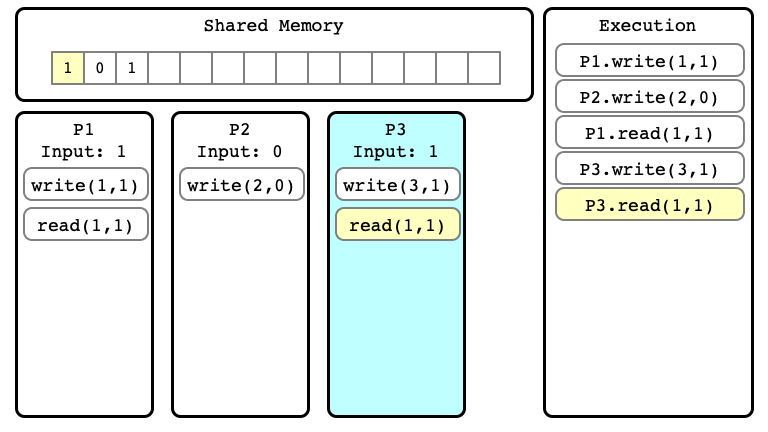 Shared Memory
1 0 1
P1
Input: 1
write(1,1)
read(1,1)
P2
Input: 0
write(2,0)
P3
Input: 1
write(3,1)
read(1,1)
Execution
P1.write(1,1)
P2.write(2,0)
P1.read(1,1)
P3.write(3,1)
P3.read(1,1)